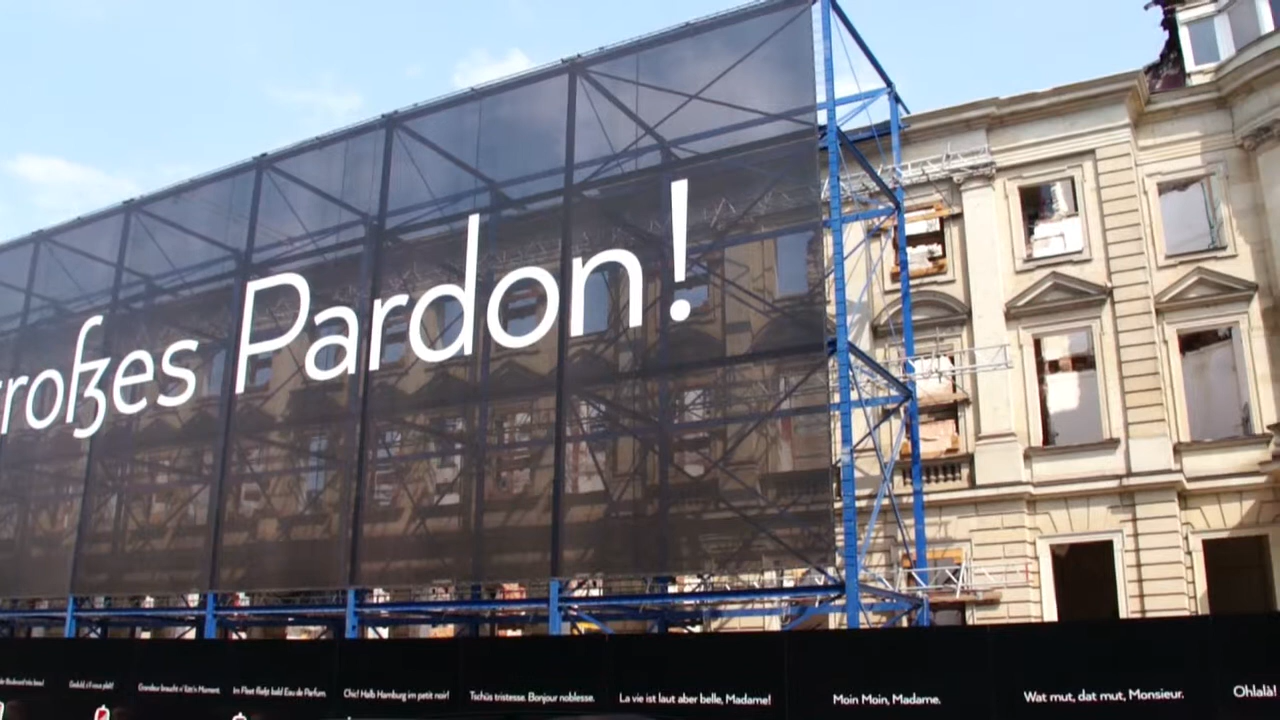 roßes Pardon!
Geduld, s'il vous plaît!
Grandeur braucht n' lütt'n Moment.
Im Fleet fließt bald Eau de Parfum.
Chic! Halb Hamburg im petit noir!
Tschüs tristesse. Bonjour noblesse.
La vie ist laut aber belle, Madame!
Moin Moin, Madame.
Wat mut, dat mut, Monsieur.
Ohlalà!